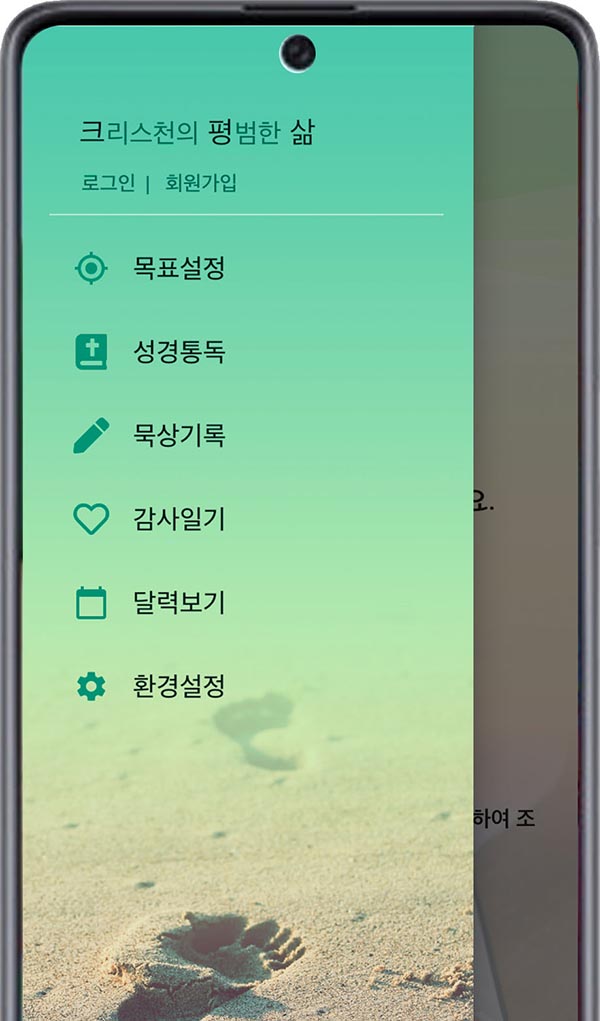 크리스천의 평범한 삶
로그인 | 회원가입
목표설정
성경통독
묵상기록
감사일기
달력보기
환경설정
요.
하여 조